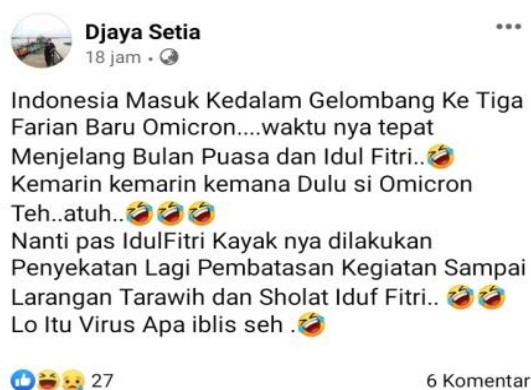 Djaya Setia
18 jam ·
Indonesia Masuk Kedalam Gelombang Ke Tiga
Farian Baru Omicron....waktu nya tepat
Menjelang Bulan Puasa dan Idul Fitri..🤣
Kemarin kemarin kemana Dulu si Omicron
Teh..atuh..🤣🤣🤣
Nanti pas IdulFitri Kayak nya dilakukan
Penyekatan Lagi Pembatasan Kegiatan Sampai
Larangan Tarawih dan Sholat Iduf Fitri.. 🤣🤣
Lo Itu Virus Apa iblis seh .🤣
27
6 Komentar